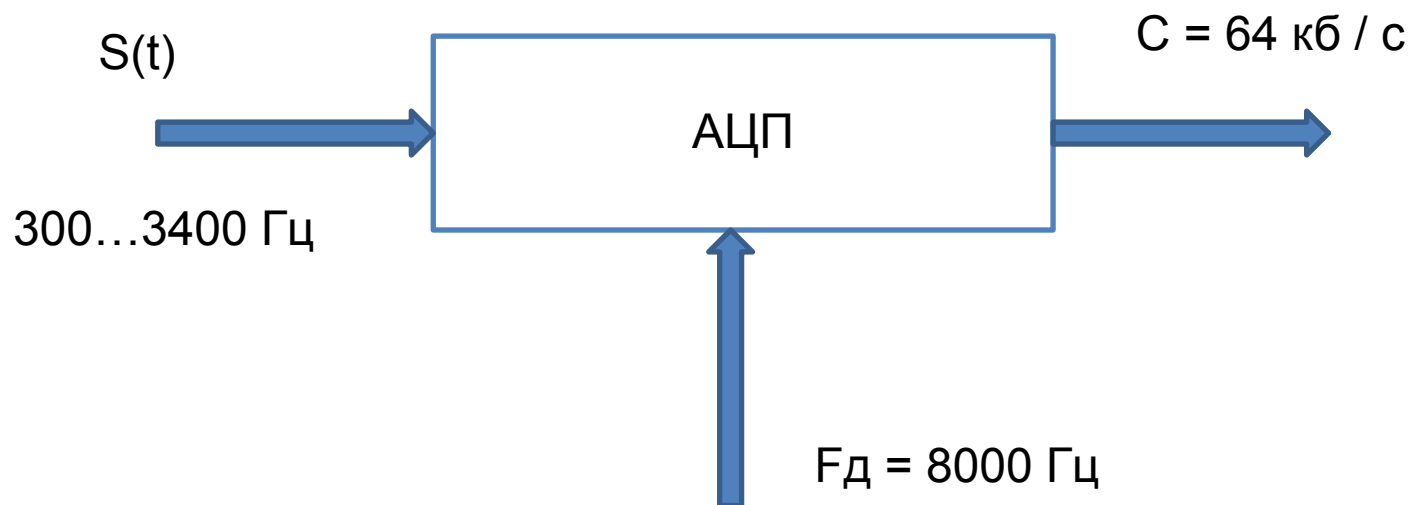 S(t)
C = 64 кб / с
АЦП
300…3400 Гц
Fд = 8000 Гц